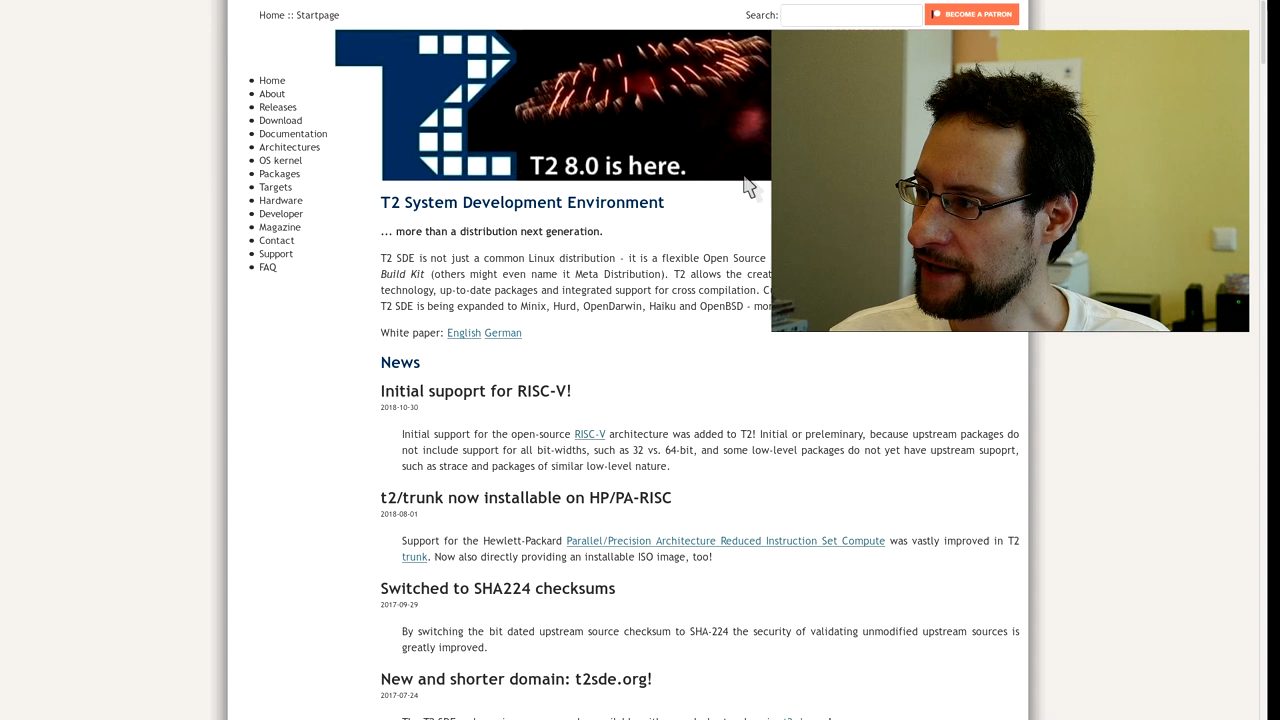 Home :: Startpage
Search:
BECOME A PATRON
Home
About
Releases
Download
Documentation
Architectures
OS kernel
Packages
Targets
Hardware
Developer
Magazine
Contact
Support
FAQ
T2 8.0 is here.
T2 System Development Environment
... more than a distribution next generation.
T2 SDE is not just a common Linux distribution - it is a flexible Open Source
Build Kit (others might even name it Meta Distribution). T2 allows the
technology, up-to-date packages and integrated support for cross compilation.
T2 SDE is being expanded to Minix, Hurd, OpenDarwin, Haiku and OpenBSD -
White paper: English German
News
Initial supoprt for RISC-V!
2018-10-30
Initial support for the open-source RISC-V architecture was added to T2! Initial or preleminary, because upstream packages do
not include support for all bit-widths, such as 32 vs. 64-bit, and some low-level packages do not yet have upstream supoprt,
such as strace and packages of similar low-level nature.
t2/trunk now installable on HP/PA-RISC
2018-08-01
Support for the Hewlett-Packard Parallel/Precision Architecture Reduced Instruction Set Compute was vastly improved in T2
trunk. Now also directly providing an installable ISO image, too!
Switched to SHA224 checksums
2017-09-29
By switching the bit dated upstream source checksum to SHA-224 the security of validating unmodified upstream sources is
greatly improved.
New and shorter domain: t2sde.org!
2017-07-24